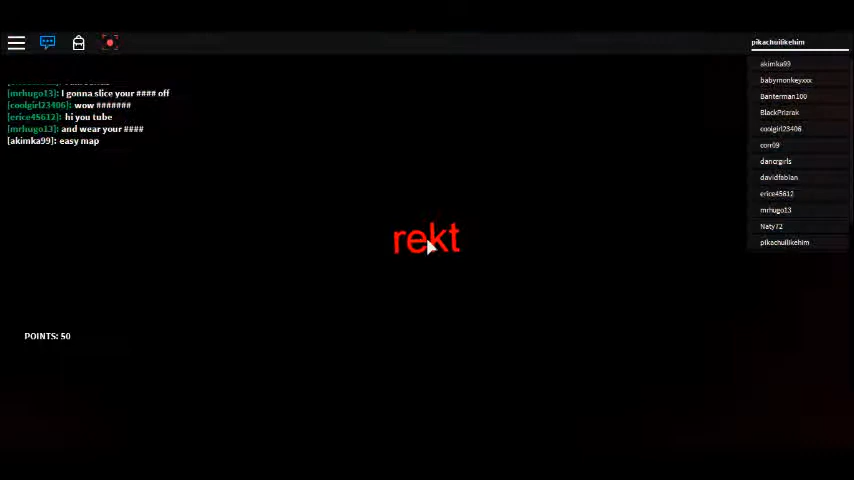 pikachuilikehim
[mrhugo13]: I gonna slice your #### off
[coolgirl23406]: wow #######
[erice45612]: hi you tube
[mrhugo13]: and wear your ####
[akimka99]: easy map
rekt
POINTS: 50
akimka99
babymonkeyxxx
Banterman100
BlackPrizrak
coolgirl23406
corr09
dancrgirls
davidfabian
erice45612
mrhugo13
Naty72
pikachuilikehim